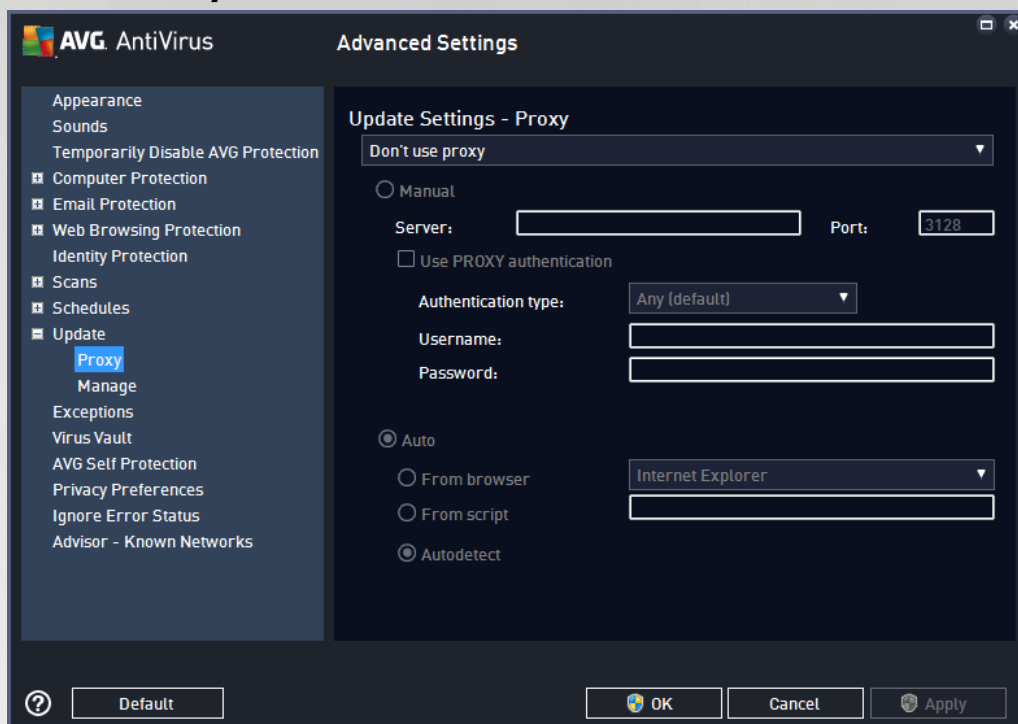 AVG. AntiVirus
Advanced Settings
Appearance
Sounds
Temporarily Disable AVG Protection
Computer Protection
Email Protection
Web Browsing Protection
Identity Protection
Scans
Schedules
Update
Proxy
Manage
Exceptions
Virus Vault
AVG Self Protection
Privacy Preferences
Ignore Error Status
Advisor - Known Networks
Update Settings - Proxy
Don't use proxy
Manual
Server: Port: 3128
Use PROXY authentication
Authentication type: Any (default)
Username:
Password:
Auto
From browser Internet Explorer
From script
Autodetect
? Default OK Cancel Apply